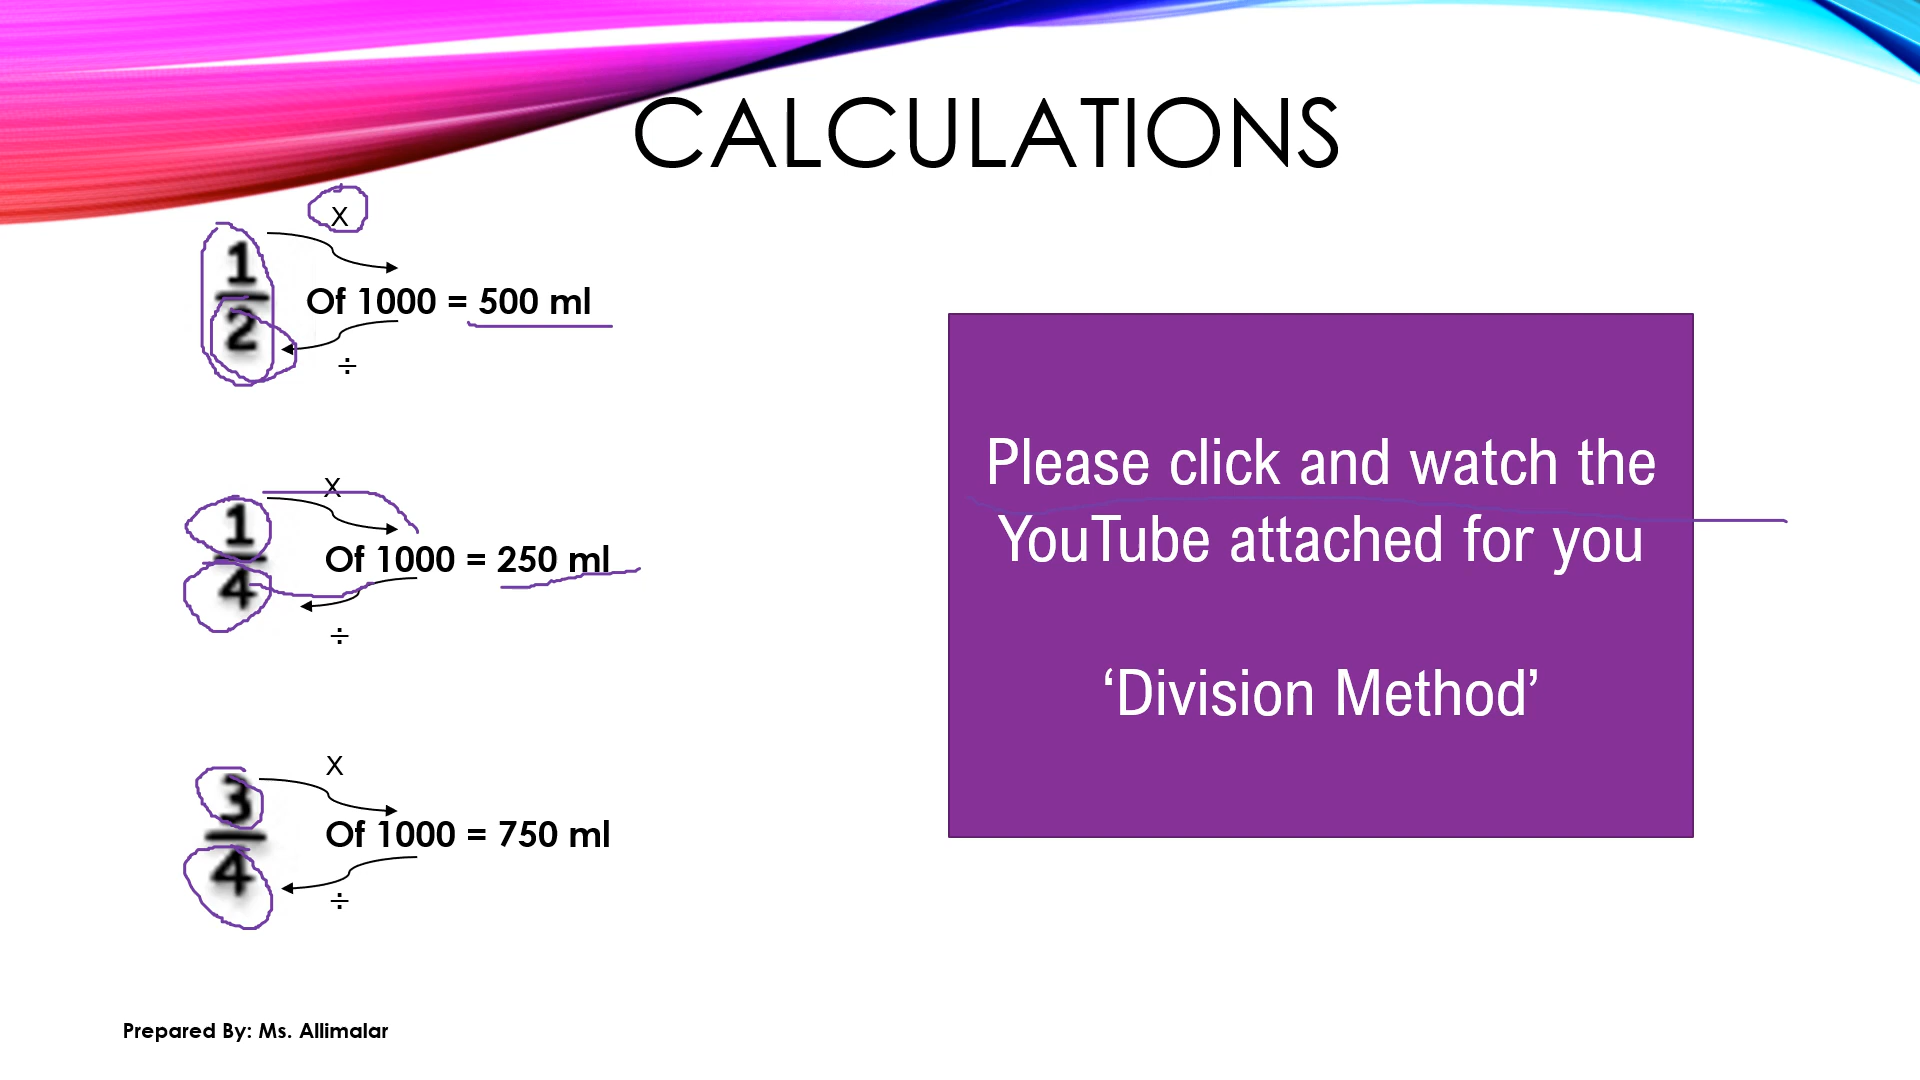 CALCULATIONS
X
1
2
Of 1000 = 500 ml
÷
X
1
4
Of 1000 = 250 ml
÷
X
3
4
Of 1000 = 750 ml
÷
Please click and watch the
YouTube attached for you
‘Division Method’
Prepared By: Ms. Allimalar